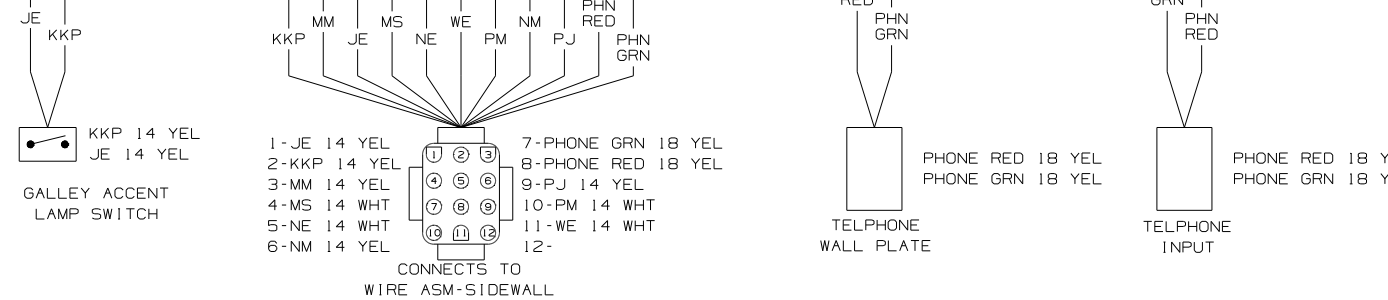 JE
KKP
KKP 14 YEL
JE 14 YEL
GALLEY ACCENT
LAMP SWITCH
KKP
MM
JE
MS
NE
WE
PM
NM
PJ
PHN
RED
PHN
GRN
1-JE 14 YEL
2-KKP 14 YEL
3-MM 14 YEL
4-MS 14 WHT
5-NE 14 WHT
6-NM 14 YEL
1 2 3
4 5 6
7 8 9
10 11 12
7-PHONE GRN 18 YEL
8-PHONE RED 18 YEL
9-PJ 14 YEL
10-PM 14 WHT
11-WE 14 WHT
12-
CONNECTS TO
WIRE ASM-SIDEWALL
RED
PHN
GRN
PHONE RED 18 YEL
PHONE GRN 18 YEL
TELPHONE
WALL PLATE
GRN
PHN
RED
PHONE RED 18 Y
PHONE GRN 18 Y
TELPHONE
INPUT